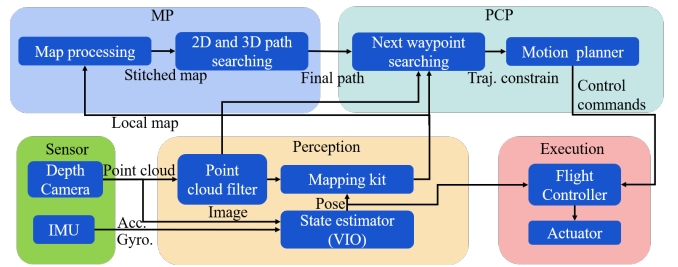 MP
PCP
Map processing
2D and 3D path
searching
Next waypoint
searching
Motion planner
Stitched map
Final path
Traj. constrain
Control
commands
Local map
Sensor
Perception
Execution
Depth
Camera
Point cloud
Point
cloud filter
Mapping kit
Flight
Controller
Image
Pose
IMU
Acc.
Gyro.
State estimator
(VIO)
Actuator